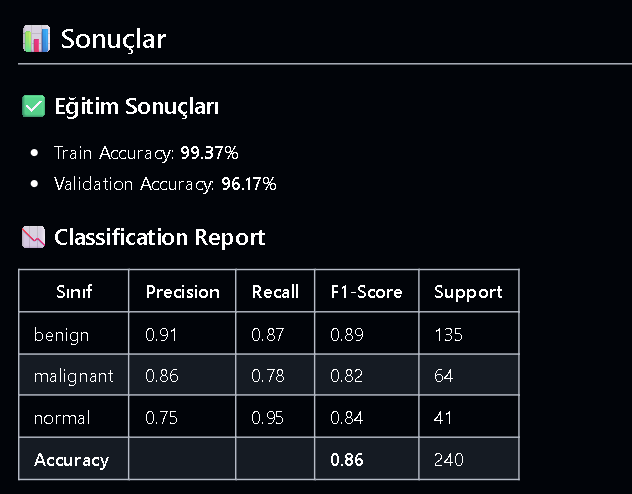 Sonuçlar
Eğitim Sonuçları
Train Accuracy: 99.37%
Validation Accuracy: 96.17%
Classification Report
Sınıf Precision Recall F1-Score Support
benign 0.91 0.87 0.89 135
malignant 0.86 0.78 0.82 64
normal 0.75 0.95 0.84 41
Accuracy 0.86 240